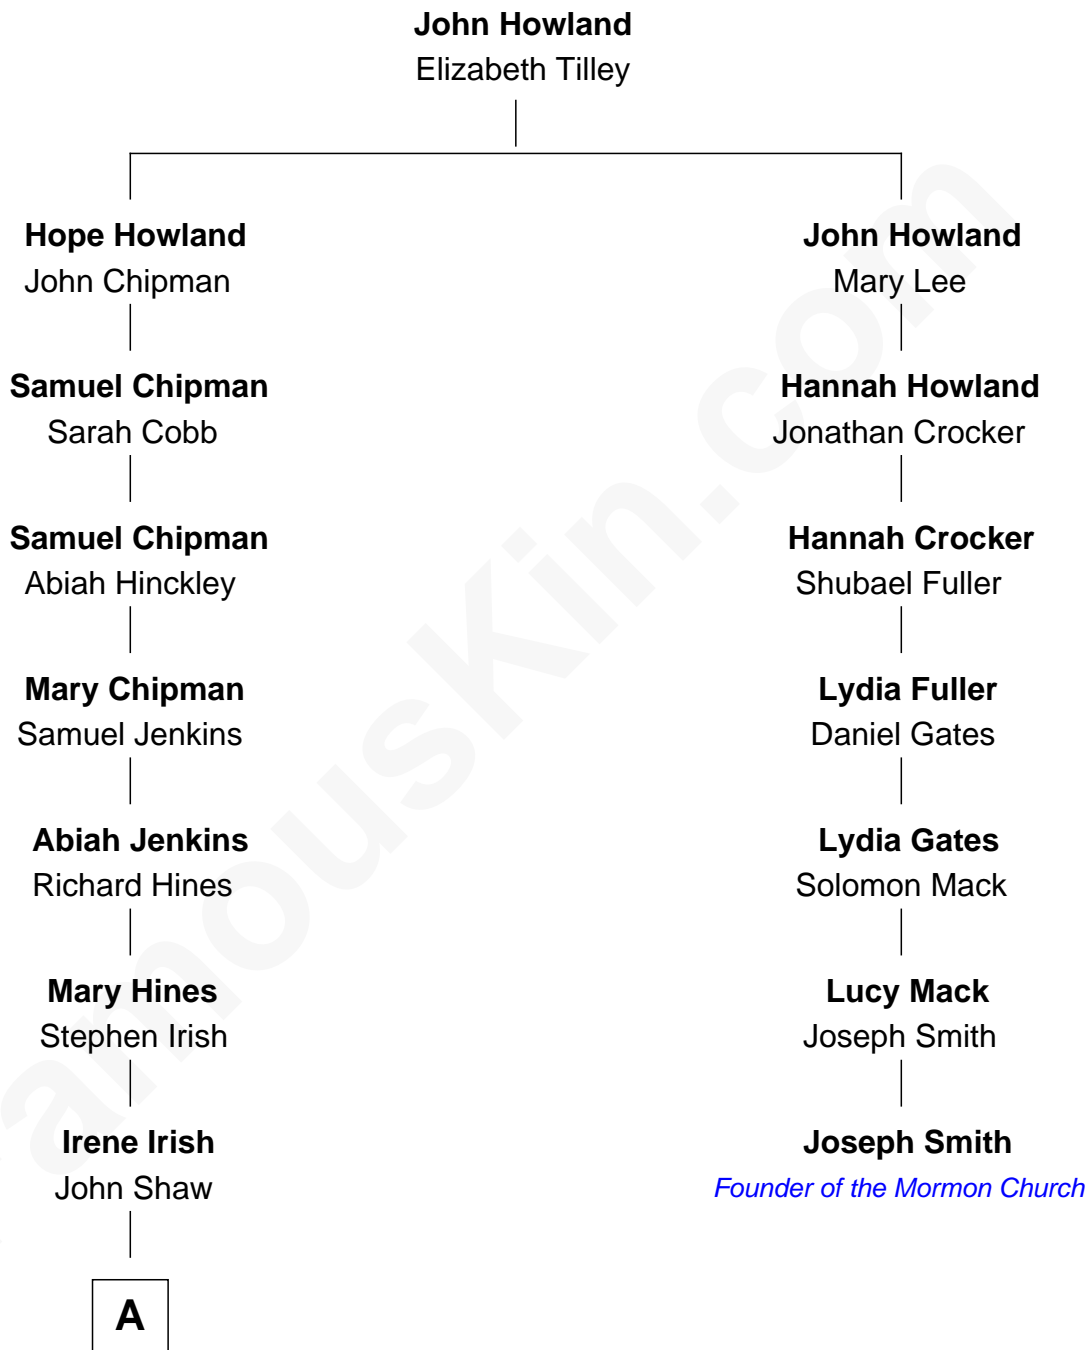 John Howland
Elizabeth Tilley
Hope Howland
John Chipman
John Howland
Mary Lee
Samuel Chipman
Sarah Cobb
Hannah Howland
Jonathan Crocker
Samuel Chipman
Abiah Hinckley
Hannah Crocker
Shubael Fuller
Mary Chipman
Samuel Jenkins
Lydia Fuller
Daniel Gates
Abiah Jenkins
Richard Hines
Lydia Gates
Solomon Mack
Mary Hines
Stephen Irish
Lucy Mack
Joseph Smith
Irene Irish
John Shaw
Joseph Smith
Founder of the Mormon Church
A
amousKin.com